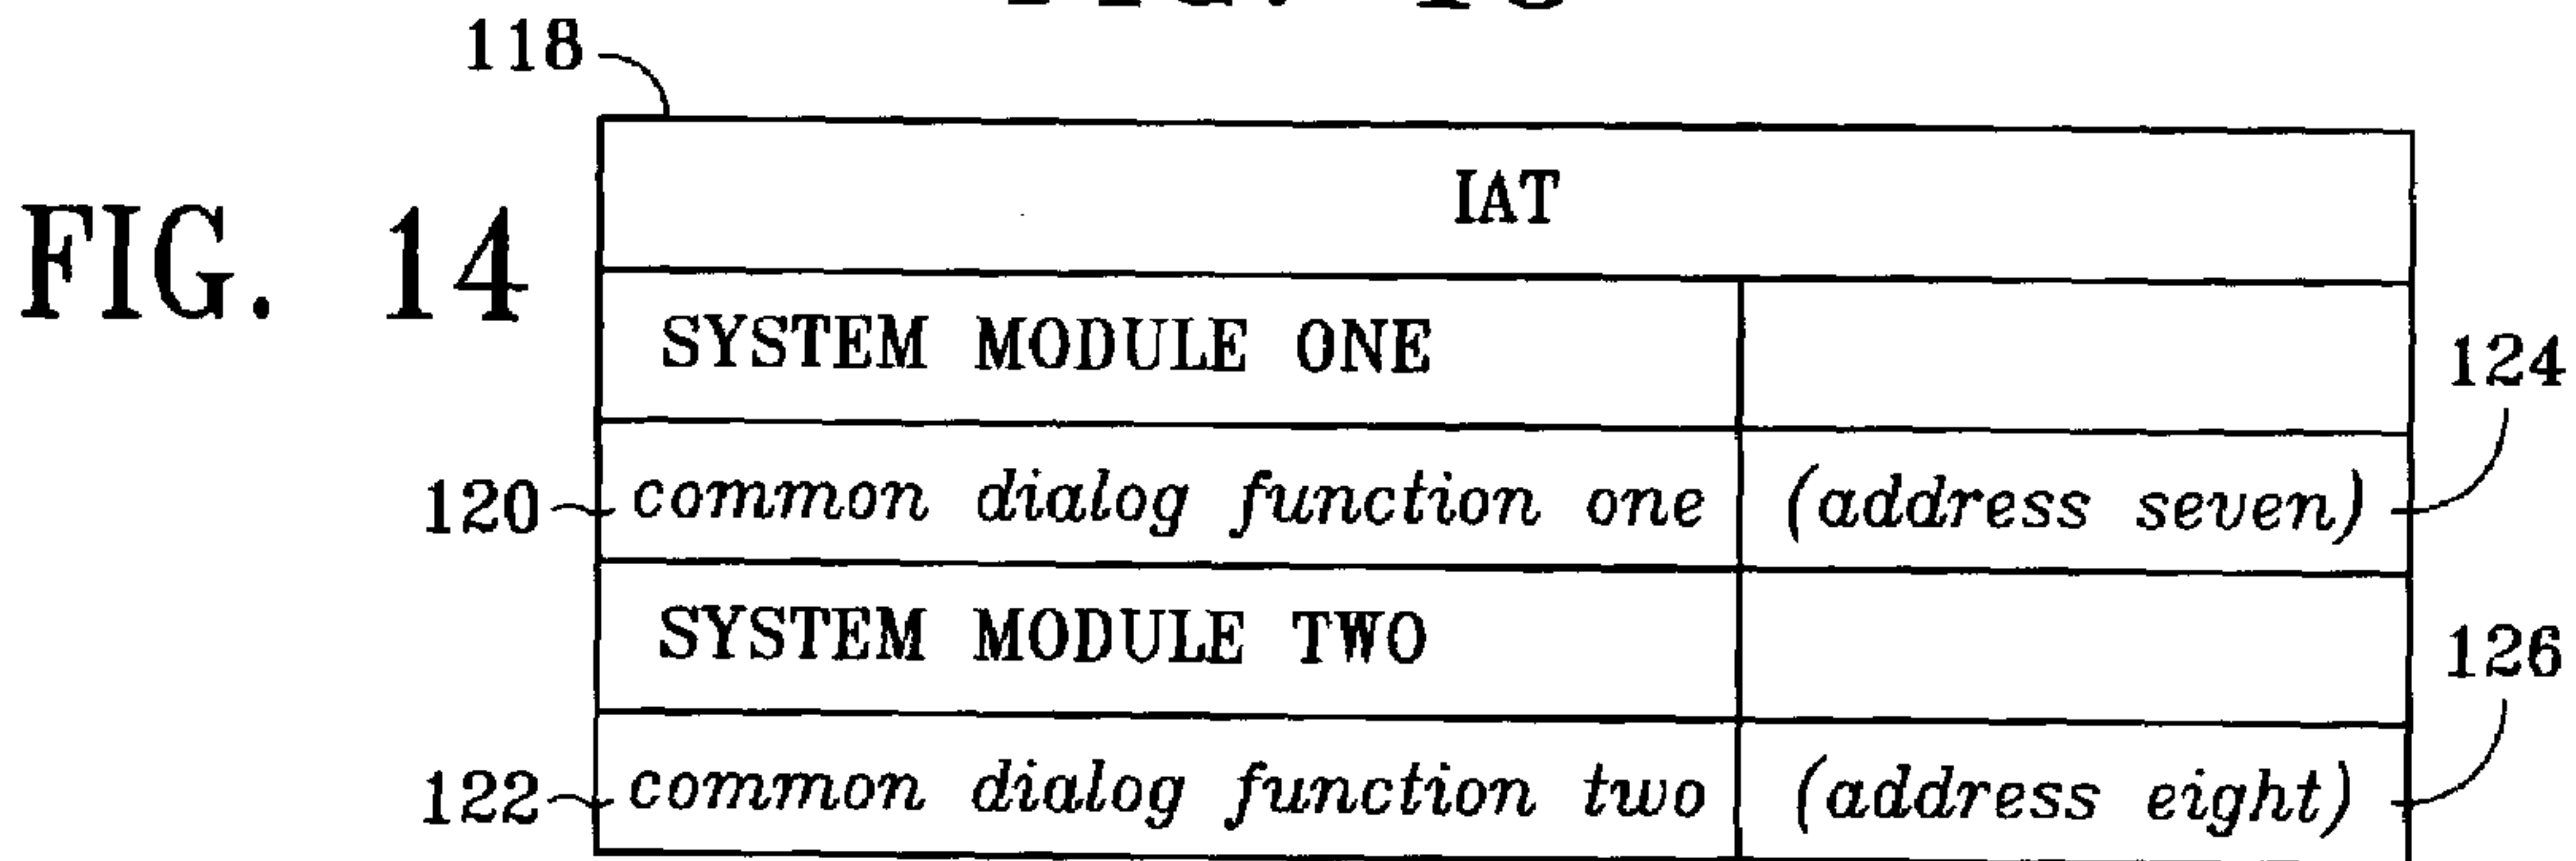 118
IAT
FIG. 14
SYSTEM MODULE ONE
124
120 common dialog function one (address seven)
SYSTEM MODULE TWO
126
122 common dialog function two (address eight)